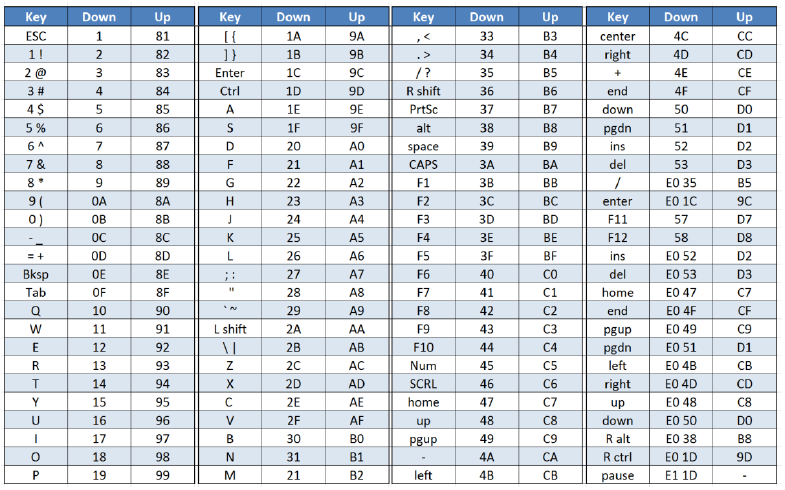 Key Down Up Key Down Up Key Down Up Key Down Up
ESC 1 81 [ { 1A 9A , < 33 B3 center 4C CC
1 ! 2 82 ] } 1B 9B . > 34 B4 right 4D CD
2 @ 3 83 Enter 1C 9C / ? 35 B5 + 4E CE
3 # 4 84 Ctrl 1D 9D R shift 36 B6 end 4F CF
4 $ 5 85 A 1E 9E PrtSc 37 B7 down 50 D0
5 % 6 86 S 1F 9F alt 38 B8 pgdn 51 D1
6 ^ 7 87 D 20 A0 space 39 B9 ins 52 D2
7 & 8 88 F 21 A1 CAPS 3A BA del 53 D3
8 * 9 89 G 22 A2 F1 3B BB / E0 35 B5
9 ( 0A 8A H 23 A3 F2 3C BC enter E0 1C 9C
0 ) 0B 8B J 24 A4 F3 3D BD F11 57 D7
- _ 0C 8C K 25 A5 F4 3E BE F12 58 D8
= + 0D 8D L 26 A6 F5 3F BF ins E0 52 D2
Bksp 0E 8E ; : 27 A7 F6 40 C0 del E0 53 D3
Tab 0F 8F " 28 A8 F7 41 C1 home E0 47 C7
Q 10 90 ` ~ 29 A9 F8 42 C2 end E0 4F CF
W 11 91 L shift 2A AA F9 43 C3 pgup E0 49 C9
E 12 92 \ | 2B AB F10 44 C4 pgdn E0 51 D1
R 13 93 Z 2C AC Num 45 C5 left E0 4B CB
T 14 94 X 2D AD SCRL 46 C6 right E0 4D CD
Y 15 95 C 2E AE home 47 C7 up E0 48 C8
U 16 96 V 2F AF up 48 C8 down E0 50 D0
I 17 97 B 30 B0 pgup 49 C9 R alt E0 38 B8
O 18 98 N 31 B1 - 4A CA R ctrl E0 1D 9D
P 19 99 M 21 B2 left 4B CB pause E1 1D -